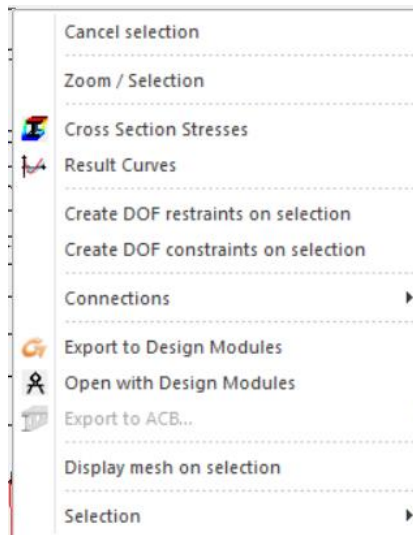 Cancel selection
Zoom / Selection
Cross Section Stresses
Result Curves
Create DOF restraints on selection
Create DOF constraints on selection
Connections
Export to Design Modules
Open with Design Modules
Export to ACB...
Display mesh on selection
Selection